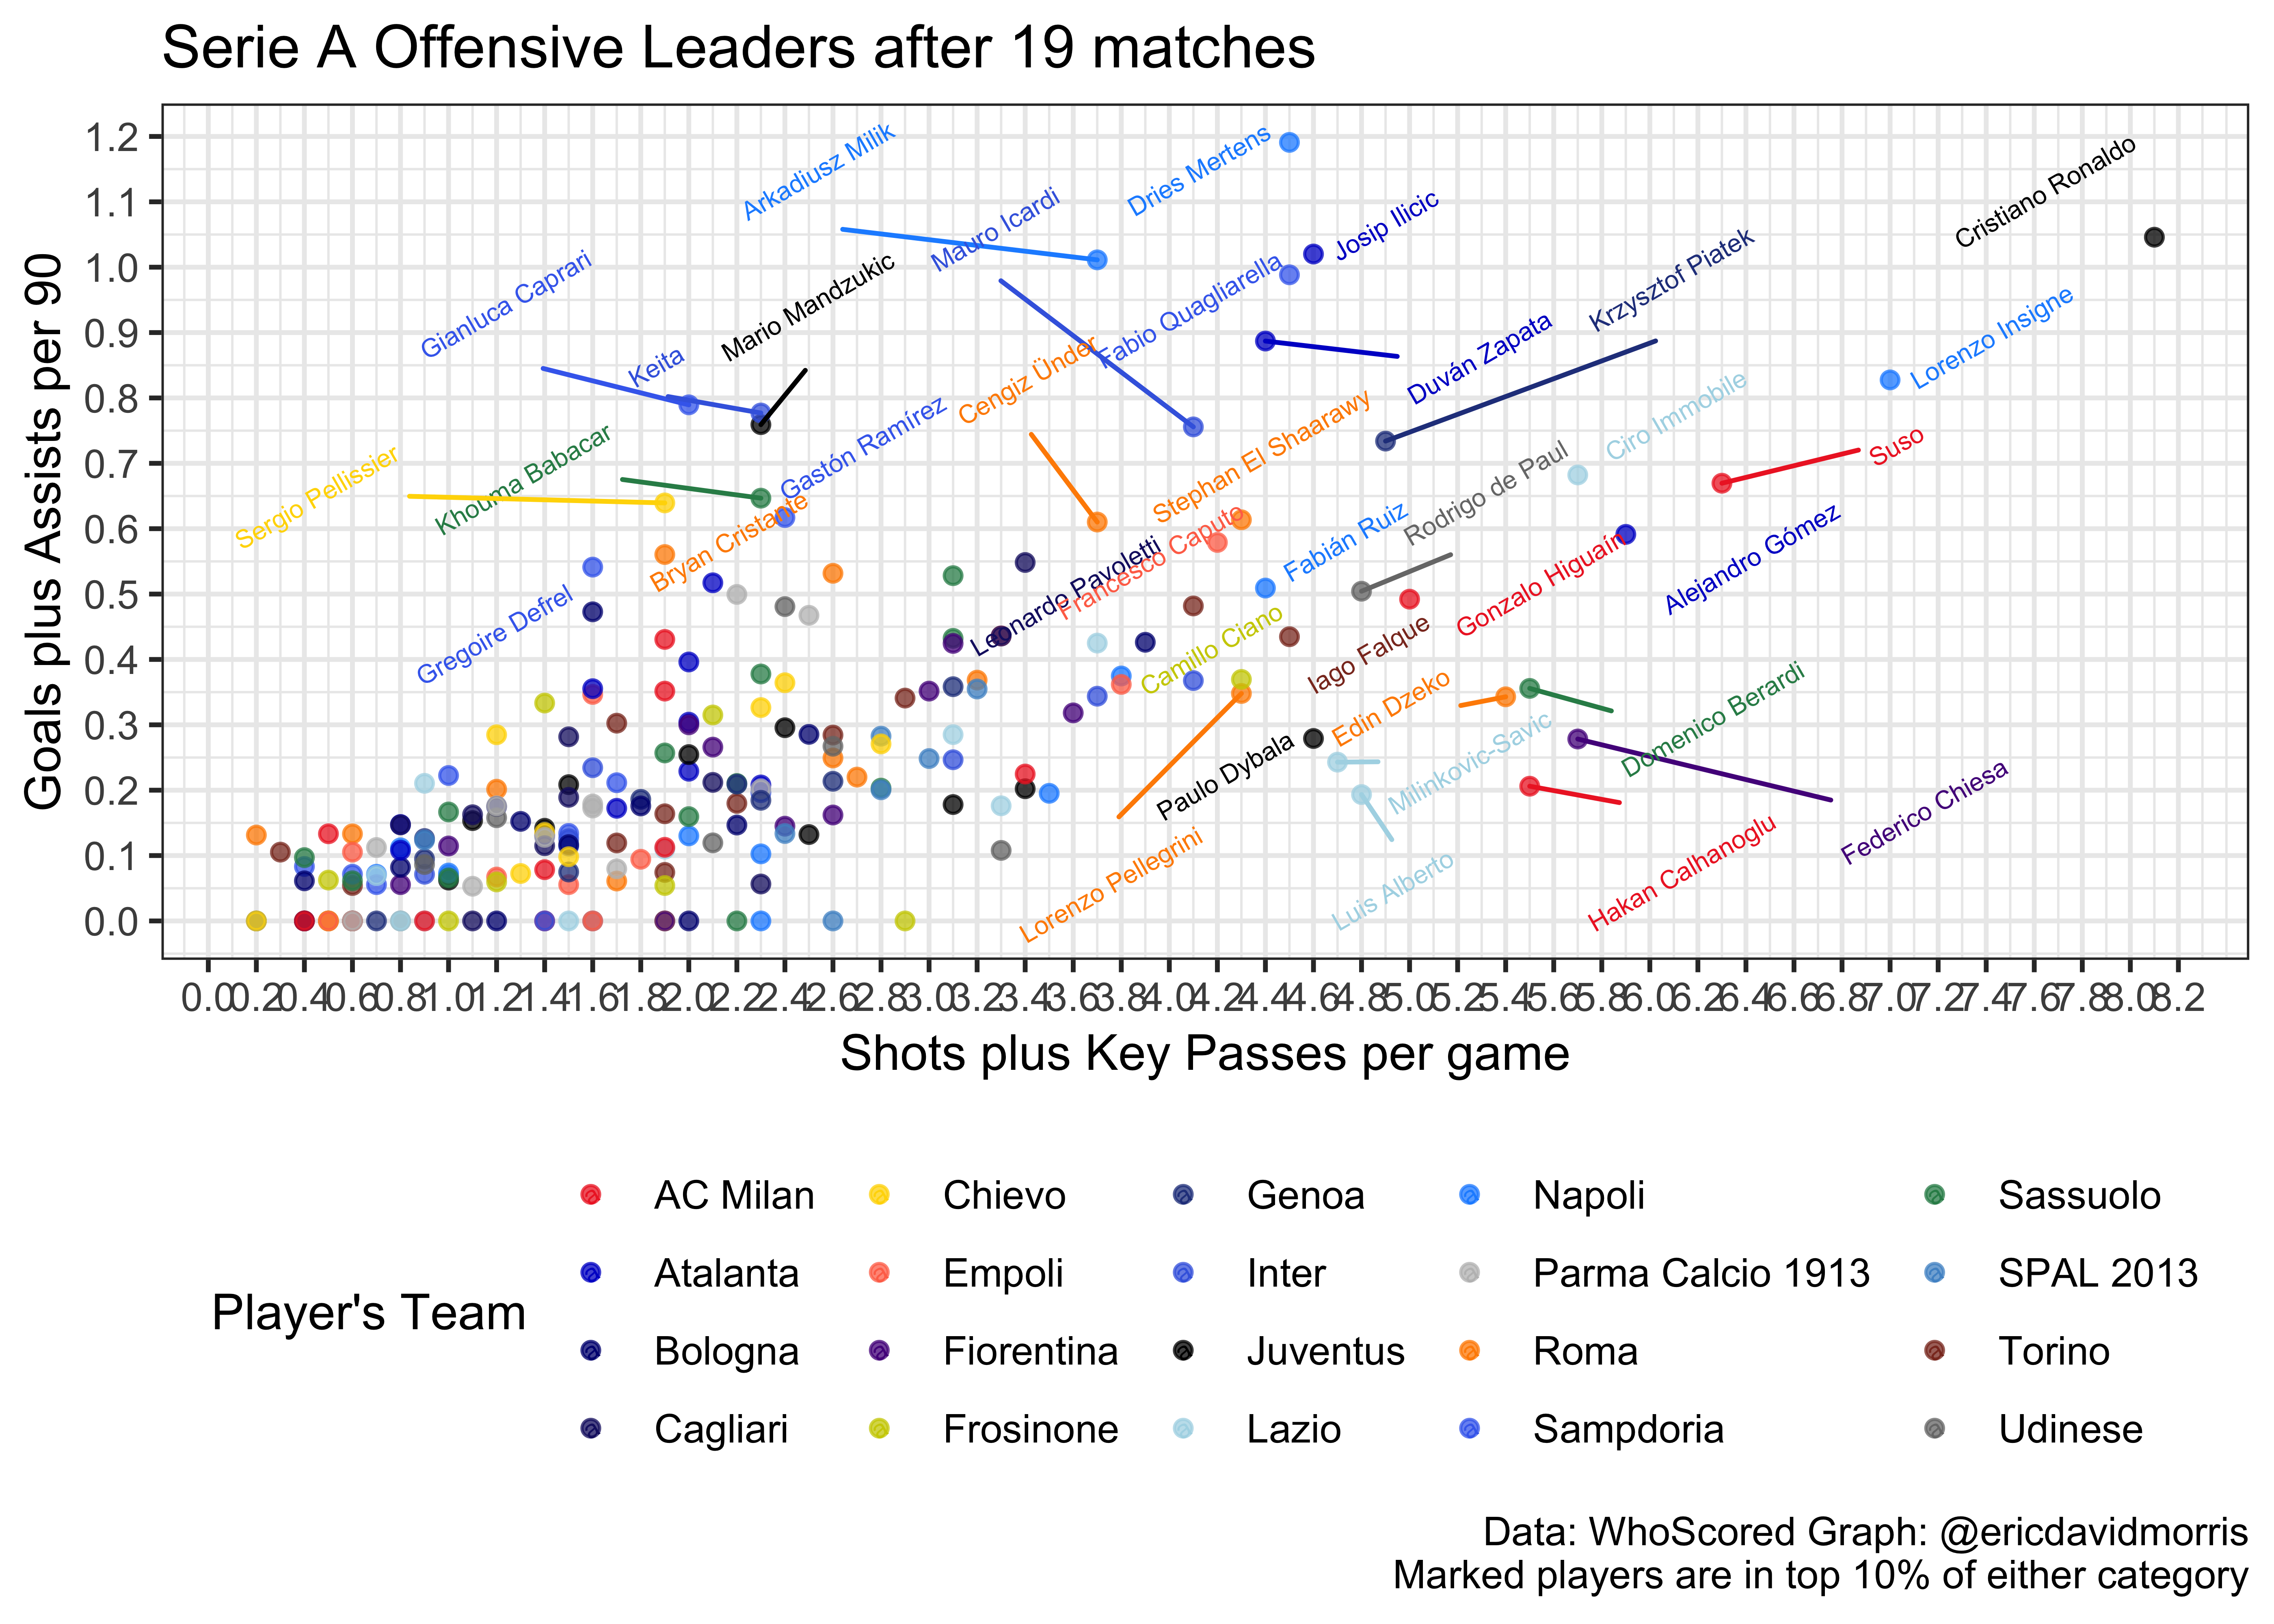 Serie A Offensive Leaders after 19 matches
Goals plus Assists per 90
1.2
1.1
1.0
0.9
0.8
0.7
0.6
0.5
0.4
0.3
0.2
0.1
0.0
Arkadiusz Milik
Dries Mertens
Cristiano Ronaldo
Mauro Icardi
Josip Ilicic
Gianluca Caprari
Mario Mandzukic
Krzysztof Piatek
Fabio Quagliarella
Lorenzo Insigne
Keita
Cengiz Ünder
Duván Zapata
Ciro Immobile
Gastón Ramírez
Stephan El Shaarawy
Suso
Sergio Pellissier
Khouma Babacar
Rodrigo de Paul
Bryan Cristante
Francesco Caputo
Fabián Ruiz
Alejandro Gómez
Leonardo Pavoletti
Gonzalo Higuaín
Gregoire Defrel
Camillo Ciano
Iago Falque
Edin Dzeko
Domenico Berardi
Paulo Dybala
Milinkovic-Savic
Federico Chiesa
Lorenzo Pellegrini
Luis Alberto
Hakan Calhanoglu
0.0 0.2 0.4 0.6 0.8 1.0 1.2 1.4 1.6 1.8 2.0 2.2 2.4 2.6 2.8 3.0 3.2 3.4 3.6 3.8 4.0 4.2 4.4 4.6 4.8 5.0 5.2 5.4 5.6 5.8 6.0 6.2 6.4 6.6 6.8 7.0 7.2 7.4 7.6 7.8 8.0 8.2
Shots plus Key Passes per game
Player's Team
AC Milan
Atalanta
Bologna
Cagliari
Chievo
Empoli
Fiorentina
Frosinone
Genoa
Inter
Juventus
Lazio
Napoli
Parma Calcio 1913
Roma
Sampdoria
Sassuolo
SPAL 2013
Torino
Udinese
Data: WhoScored Graph: @ericdavidmorris
Marked players are in top 10% of either category